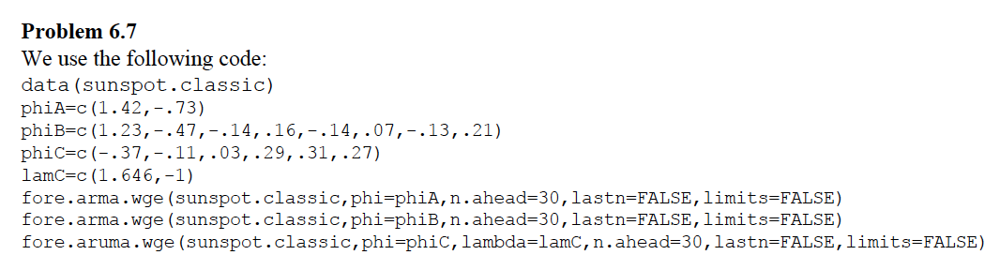 Problem 6.7
We use the following code:
data(sunspot.classic)
phiA=c(1.42,-.73)
phiB=c(1.23,-.47,-.14,.16,-.14,.07,-.13,.21)
phiC=c(-.37,-.11,.03,.29,.31,.27)
lamC=c(1.646,-1)
fore.arma.wge(sunspot.classic,phi=phiA,n.ahead=30,lastn=FALSE,limits=FALSE)
fore.arma.wge(sunspot.classic,phi=phiB,n.ahead=30,lastn=FALSE,limits=FALSE)
fore.aruma.wge(sunspot.classic,phi=phiC,lambda=lamC,n.ahead=30,lastn=FALSE,limits=FALSE)